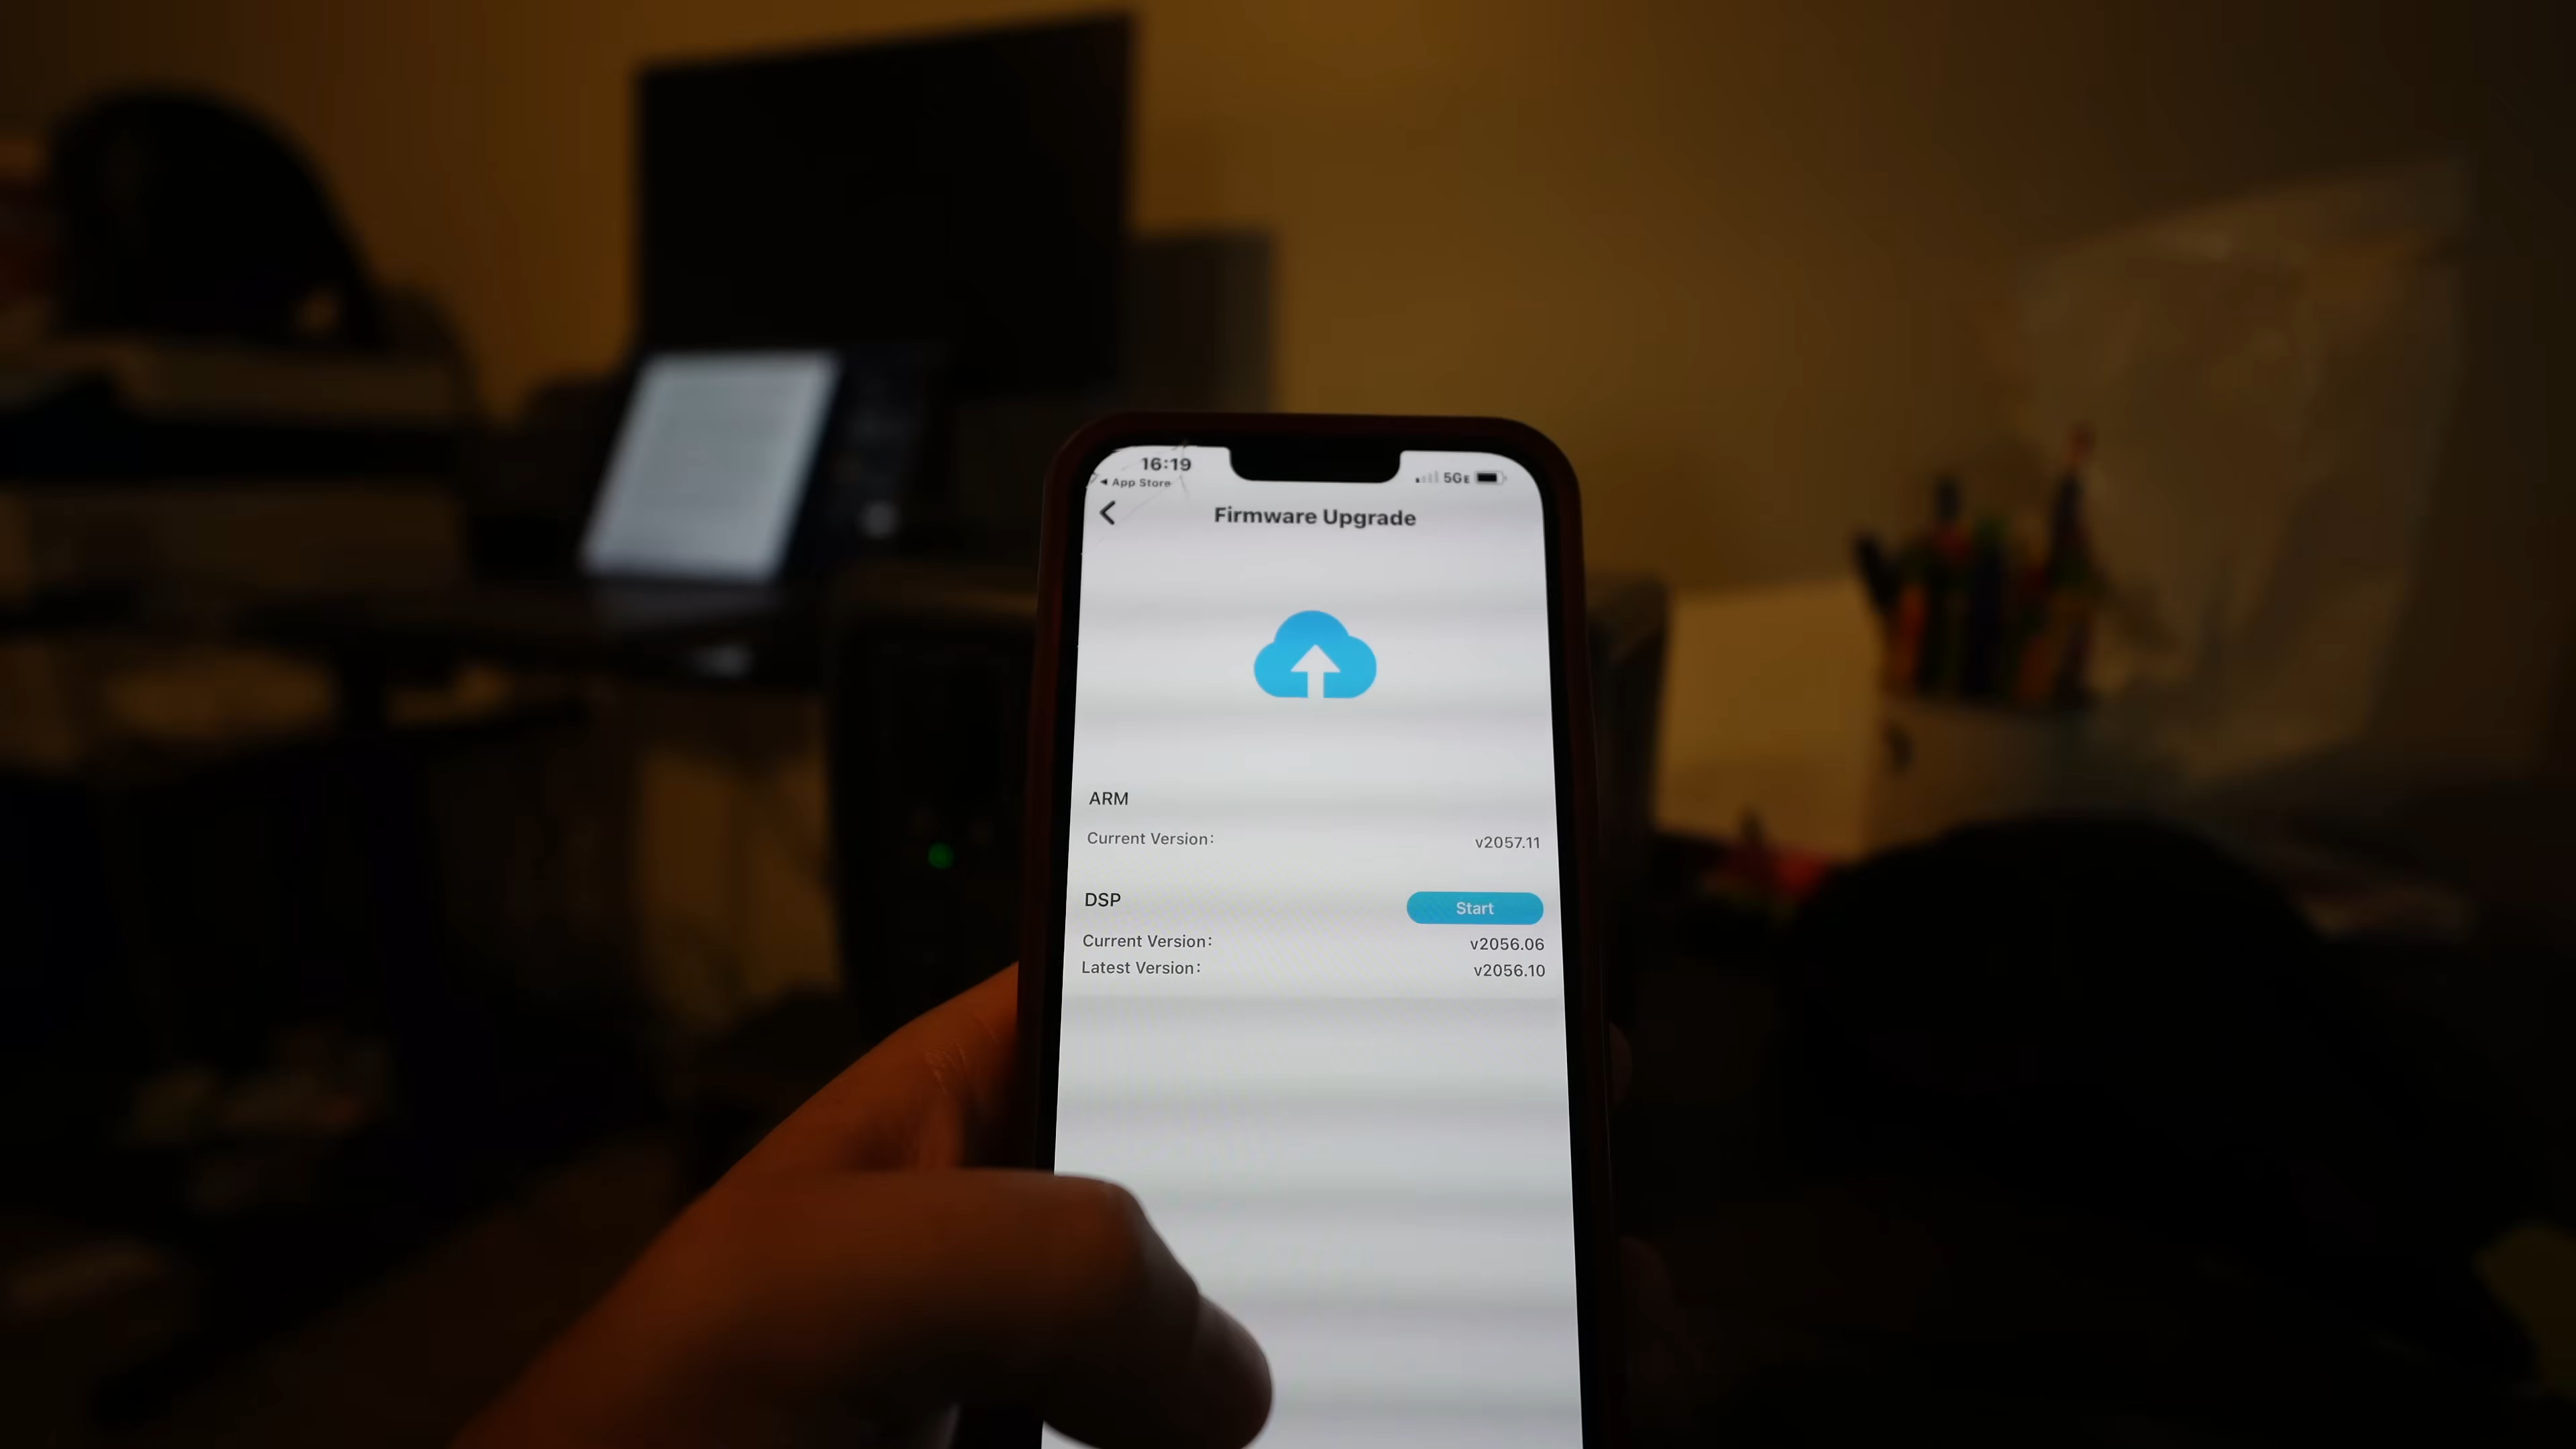 16:19
5GE
◄ App Store
Firmware Upgrade
ARM
Current Version:
v2057.11
DSP
Start
Current Version:
v2056.06
Latest Version:
v2056.10